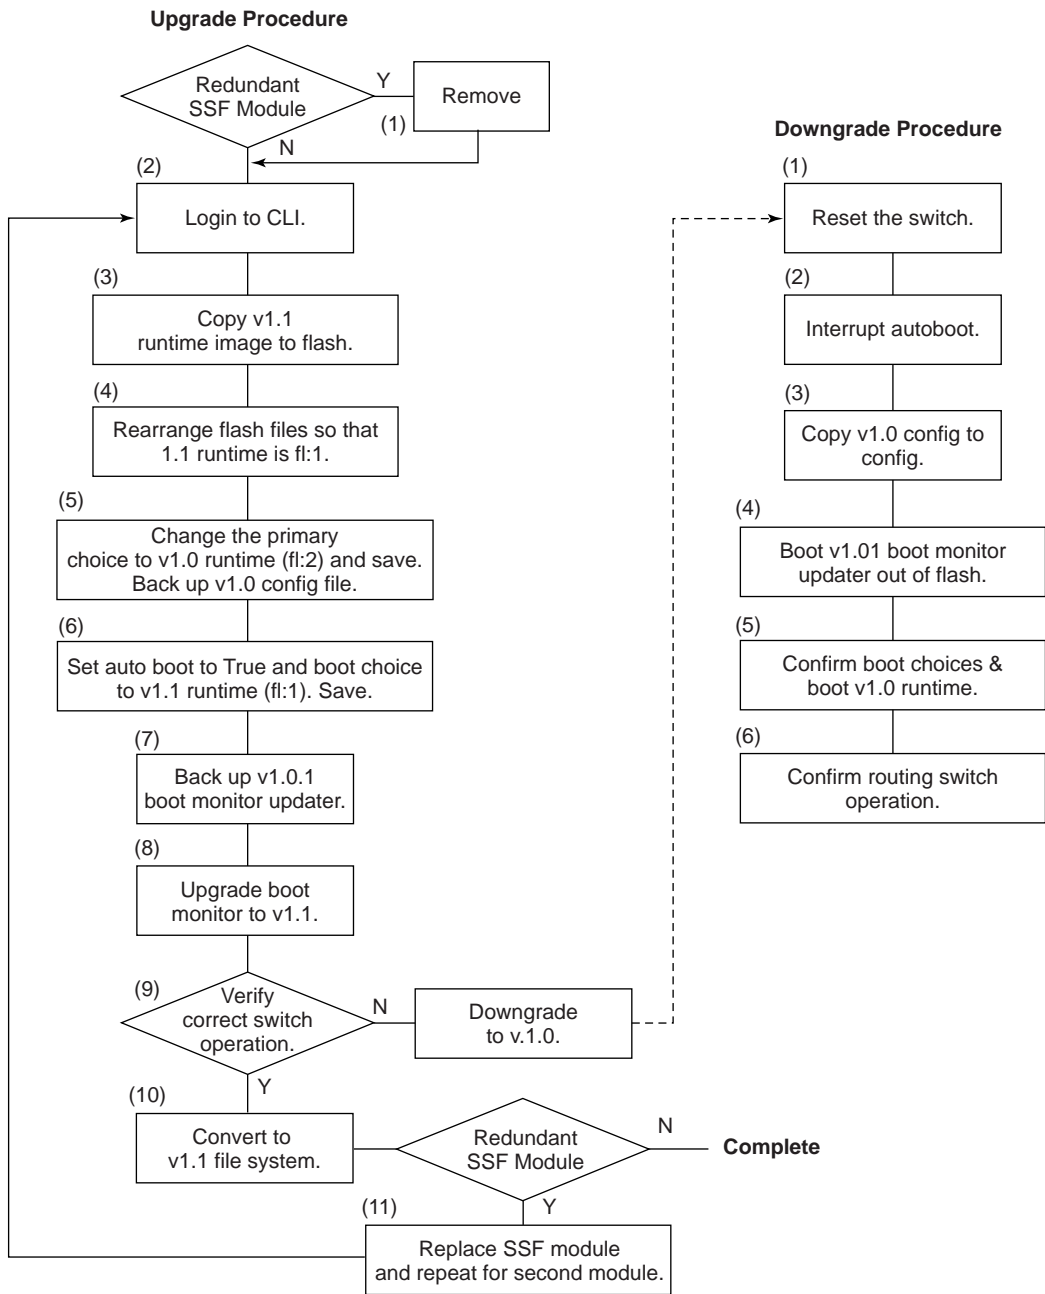 Upgrade Procedure
Redundant
SSF Module
Y
Remove
(1)
N
(2)
Login to CLI.
(3)
Copy v1.1
runtime image to flash.
(4)
Rearrange flash files so that
1.1 runtime is fl:1.
(5)
Change the primary
choice to v1.0 runtime (fl:2) and save.
Back up v1.0 config file.
(6)
Set auto boot to True and boot choice
to v1.1 runtime (fl:1). Save.
(7)
Back up v1.0.1
boot monitor updater.
(8)
Upgrade boot
monitor to v1.1.
(9)
Verify
correct switch
operation.
N
Downgrade
to v.1.0.
Y
(10)
Convert to
v1.1 file system.
Redundant
SSF Module
N
Complete
Y
(11)
Replace SSF module
and repeat for second module.
Downgrade Procedure
(1)
Reset the switch.
(2)
Interrupt autoboot.
(3)
Copy v1.0 config to
config.
(4)
Boot v1.01 boot monitor
updater out of flash.
(5)
Confirm boot choices &
boot v1.0 runtime.
(6)
Confirm routing switch
operation.